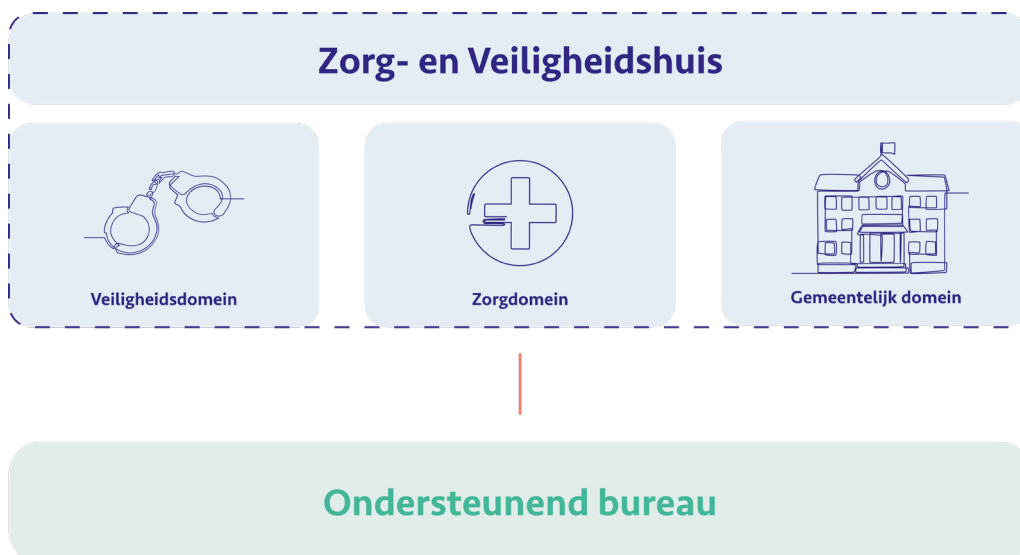 Zorg- en Veiligheidshuis
Veiligheidsdomein
Zorgdomein
Gemeentelijk domein
Ondersteunend bureau